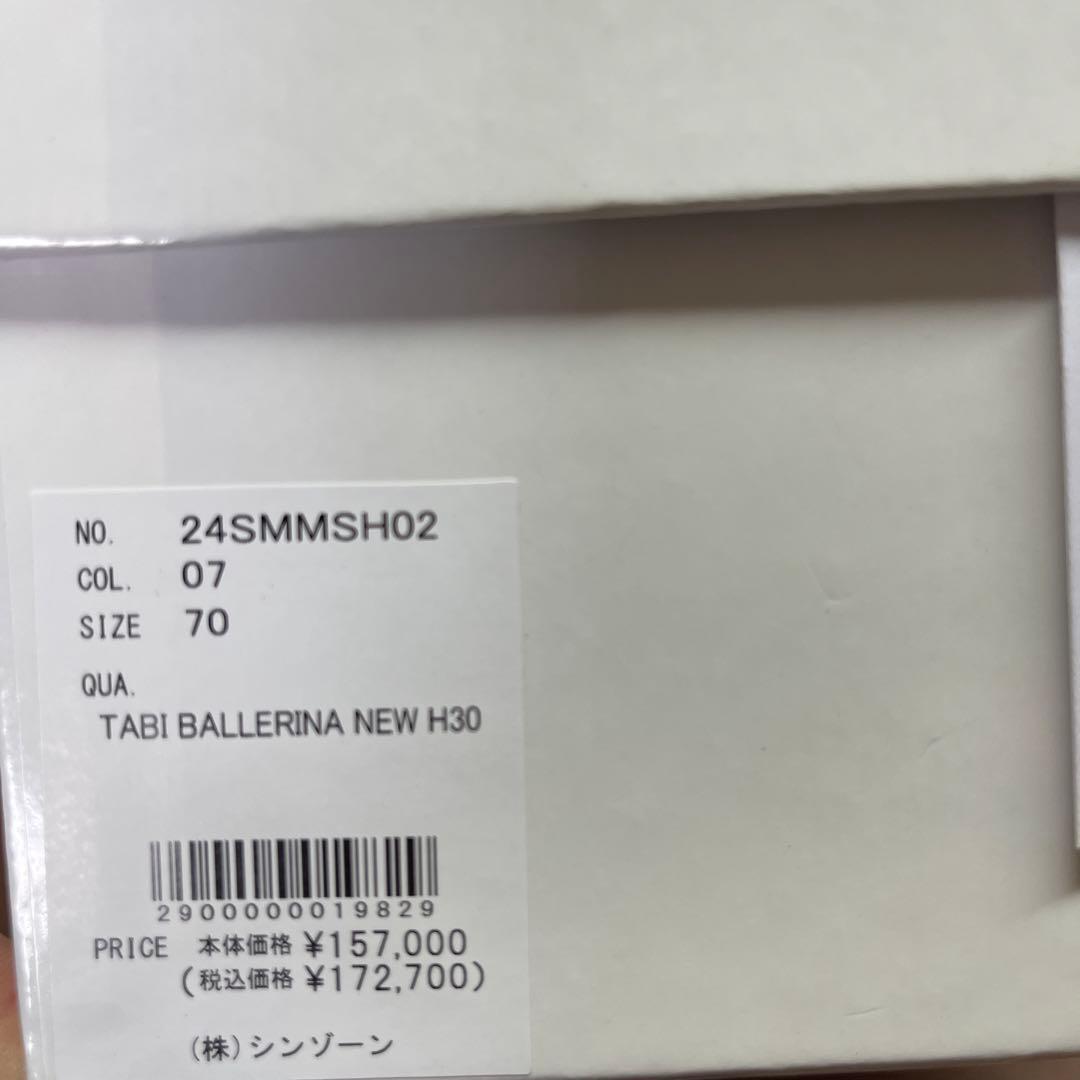 NO. 24SMMSH02
COL. 07
SIZE 70
QUA.
TABI BALLERINA NEW H30
2900000019829
PRICE 本体価格 ¥157,000
(税込価格 ¥172,700)
(株)シンゾーン